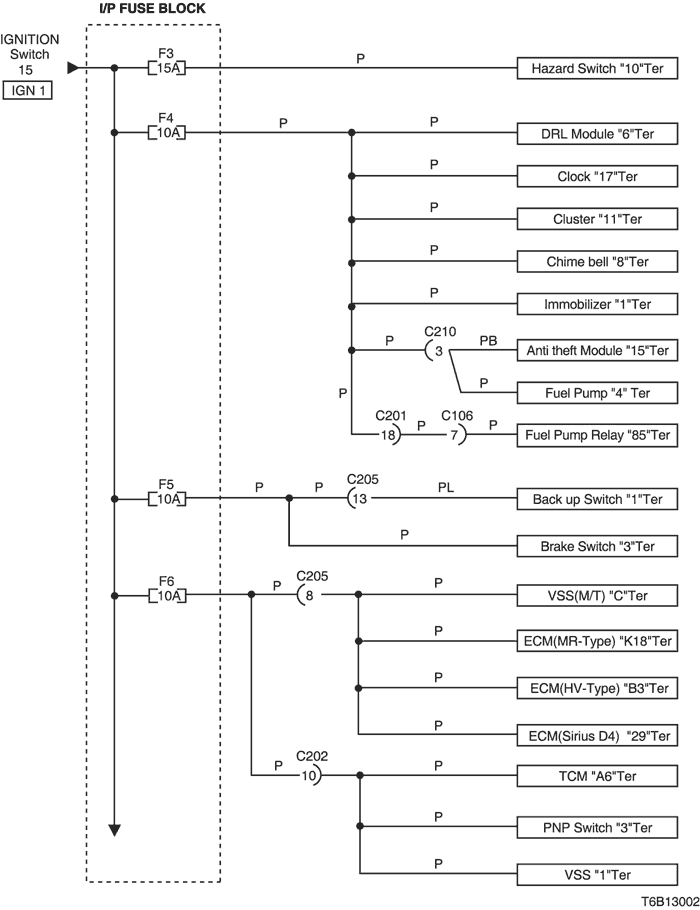 I/P FUSE BLOCK
IGNITION
Switch
15
IGN 1
F3
15A
P
Hazard Switch "10"Ter
F4
10A
P
P
DRL Module "6"Ter
P
Clock "17"Ter
P
Cluster "11"Ter
P
Chime bell "8"Ter
P
Immobilizer "1"Ter
P
C210
3
PB
Anti theft Module "15"Ter
P
Fuel Pump "4" Ter
P
C201
18
P
C106
7
P
Fuel Pump Relay "85"Ter
F5
10A
P
P
C205
13
PL
Back up Switch "1"Ter
P
Brake Switch "3"Ter
F6
10A
P
C205
8
P
VSS(M/T) "C"Ter
P
ECM(MR-Type) "K18"Ter
P
ECM(HV-Type) "B3"Ter
P
ECM(Sirius D4) "29"Ter
P
C202
10
P
TCM "A6"Ter
P
PNP Switch "3"Ter
P
VSS "1"Ter
T6B13002